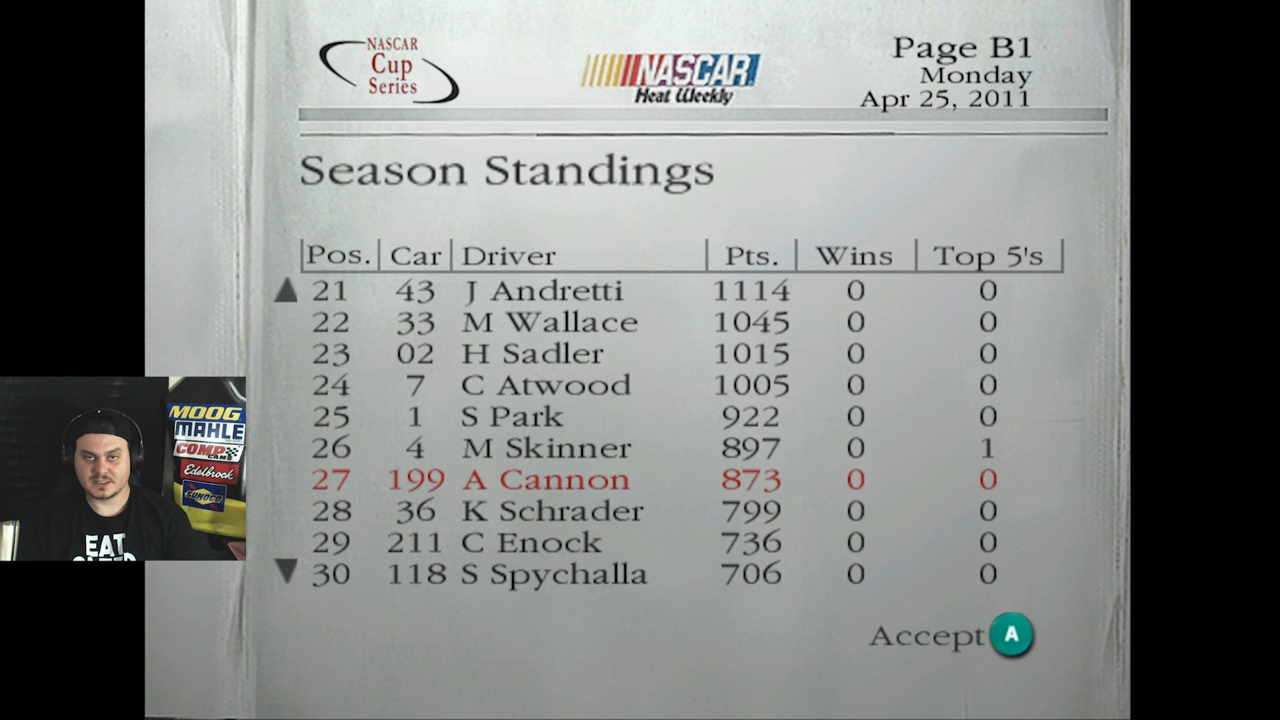 NASCAR
Cup
Series
NASCAR
Heat Weekly
Page B1
Monday
Apr 25, 2011
Season Standings
Pos. Car Driver Pts. Wins Top 5's
21 43 J Andretti 1114 0 0
22 33 M Wallace 1045 0 0
23 02 H Sadler 1015 0 0
24 7 C Atwood 1005 0 0
25 1 S Park 922 0 0
26 4 M Skinner 897 0 1
27 199 A Cannon 873 0 0
28 36 K Schrader 799 0 0
29 211 C Enock 736 0 0
30 118 S Spychalla 706 0 0
Accept A
MOOG
MAHLE
COMP
CAMS
Edelbrock
SUNOCO
EAT